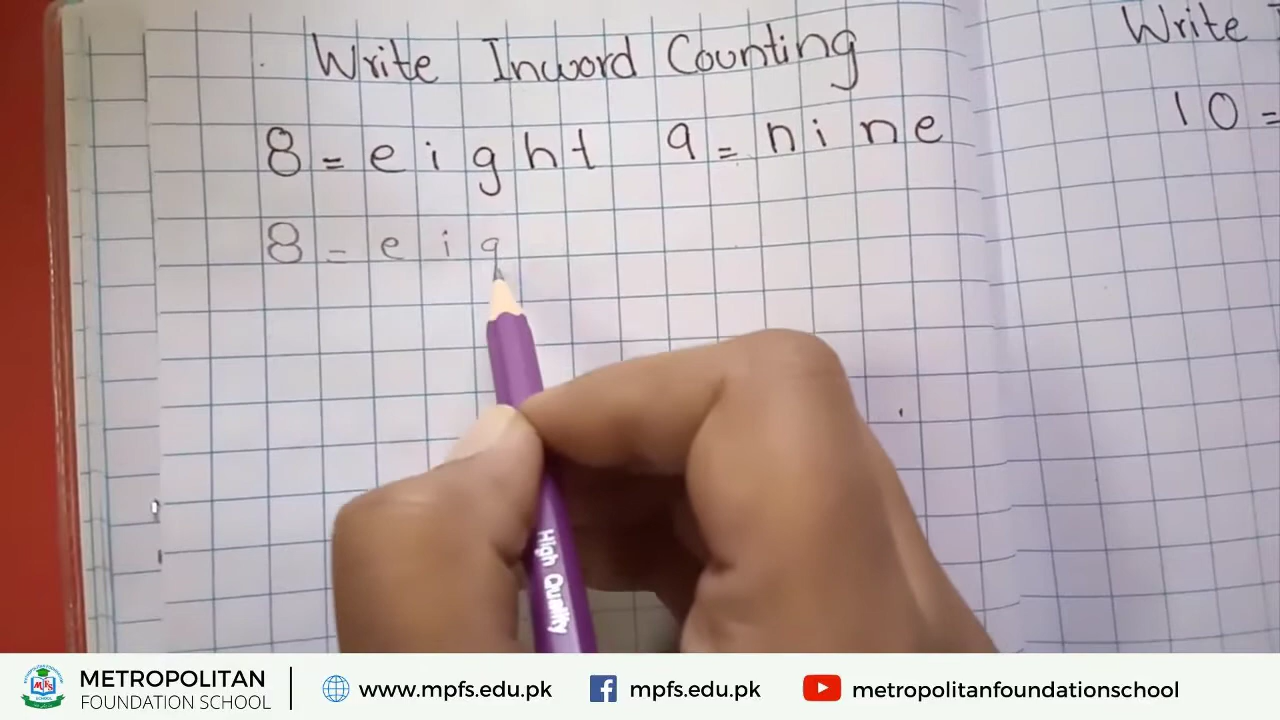 Write Inword Counting
8 = eight 9 = nine
8 - eig
Write
10 =
High Quality
METROPOLITAN
FOUNDATION SCHOOL
www.mpfs.edu.pk
mpfs.edu.pk
metropolitanfoundationschool